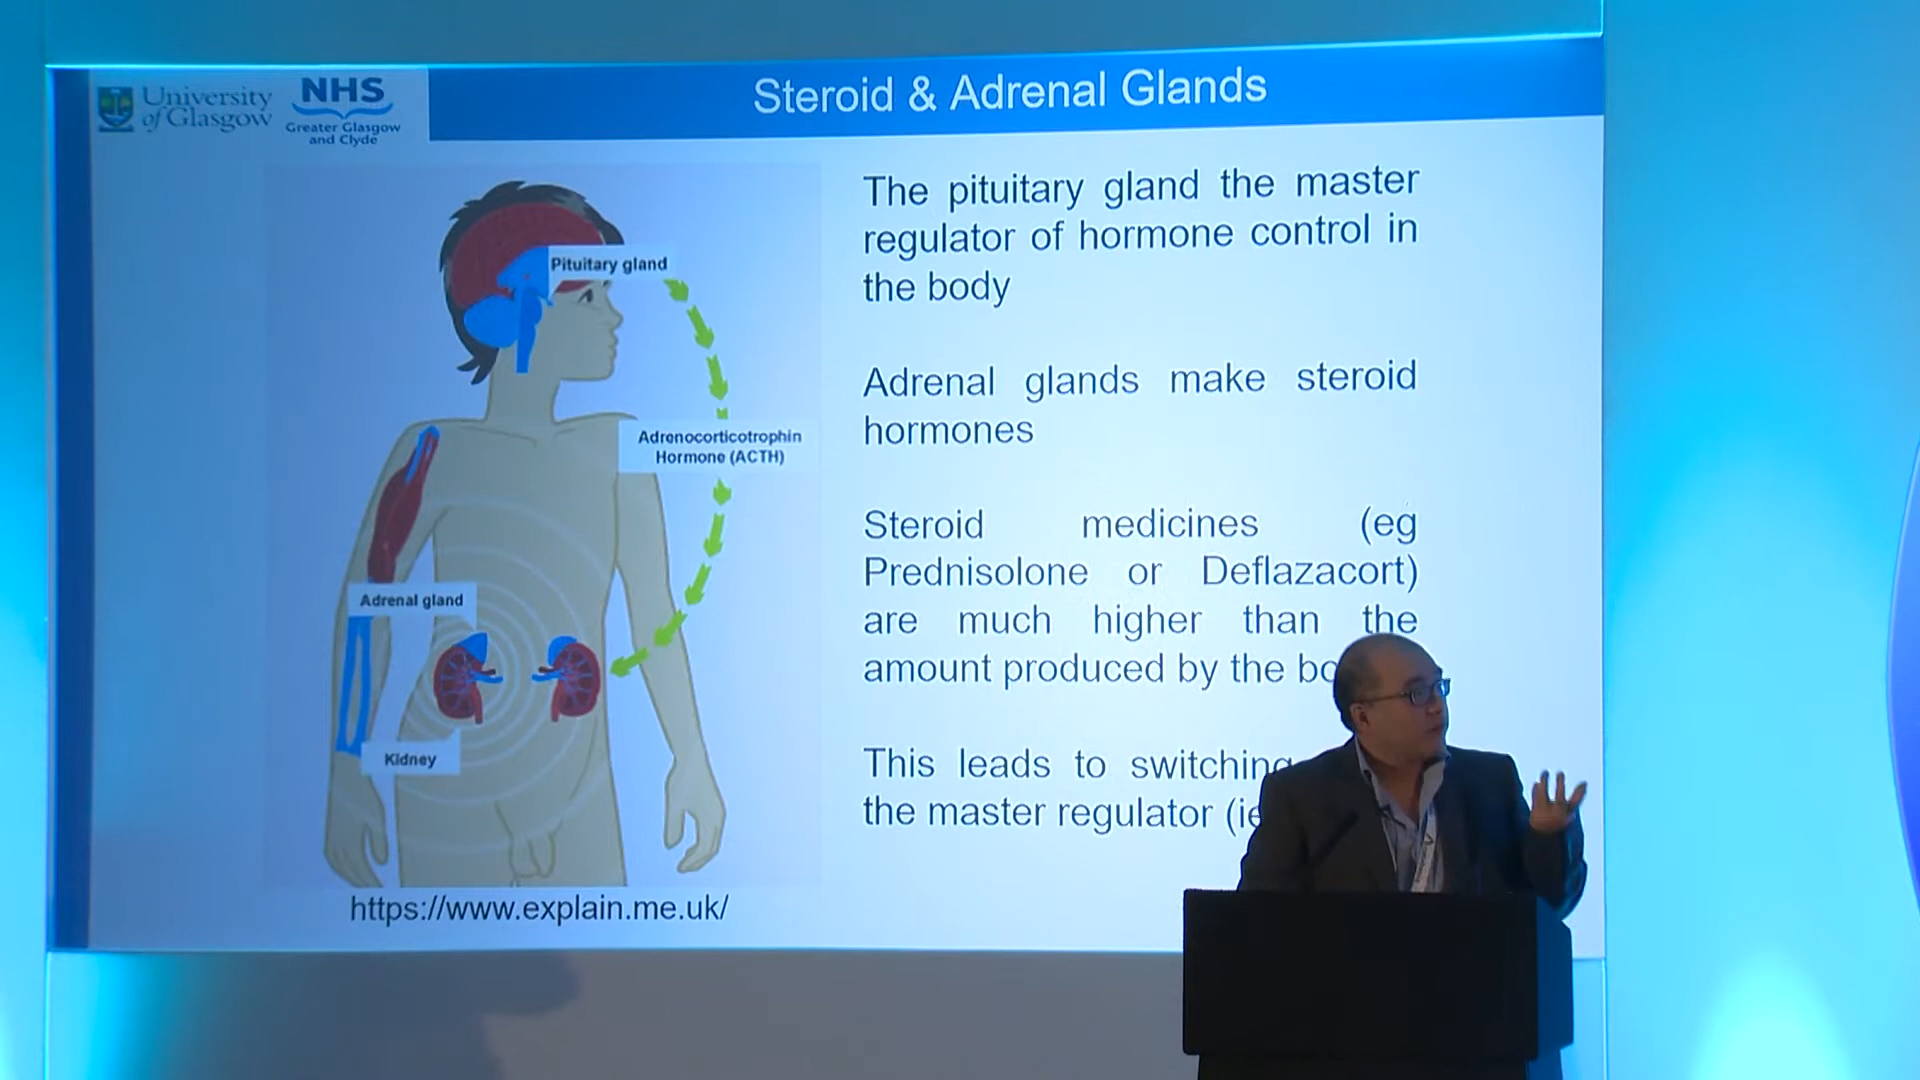 University
of Glasgow
NHS
Greater Glasgow
and Clyde
Steroid & Adrenal Glands
Pituitary gland
Adrenocorticotrophin
Hormone (ACTH)
Adrenal gland
Kidney
https://www.explain.me.uk/
The pituitary gland the master
regulator of hormone control in
the body
Adrenal glands make steroid
hormones
Steroid medicines (eg
Prednisolone or Deflazacort)
are much higher than the
amount produced by the
This leads to switching
the master regulator (ie